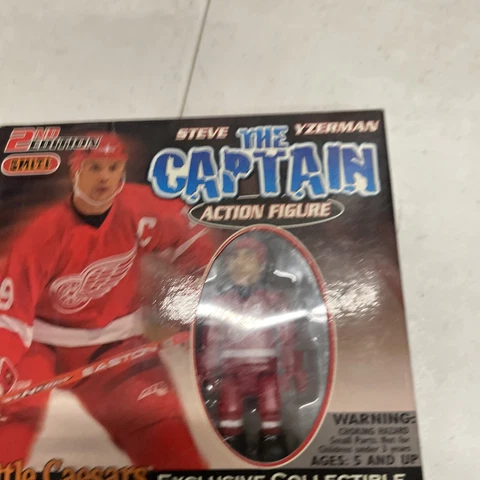 2ND EDITION
STEVE YZERMAN
THE
CAPTAIN
ACTION FIGURE
C
9
EASTON
WARNING:
CHOKING HAZARD
Small Parts. Not for
Children under 3 years
AGES: 5 AND UP
ttle Caesars EXCLUSIVE COLLECTIBLE